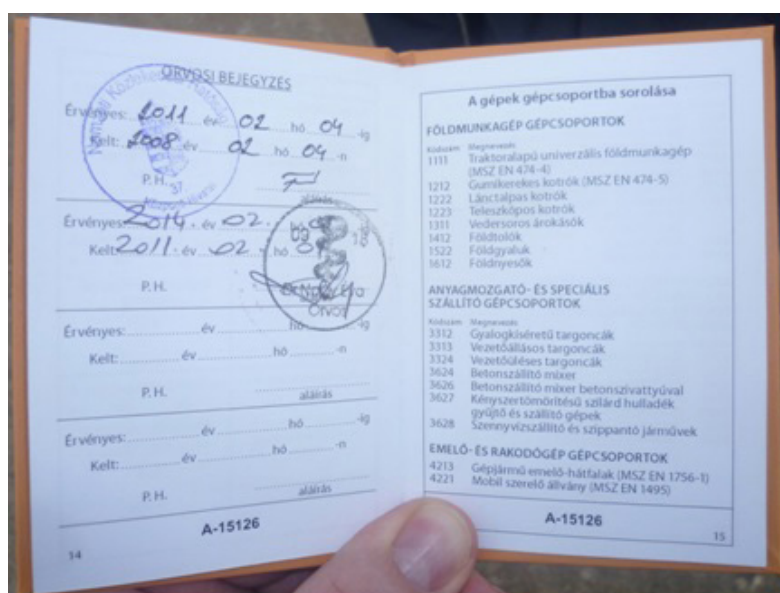 ORVOSI BEJEGYZÉS
Érvényes: 2011 év 02 hó 04 -ig
Kelt: 2008 év 02 hó 04 -n
P.H.
aláírás
Érvényes: 2014 év 02 hó
Kelt: 2011 év 02 hó
P.H.
Orvos
Érvényes: év hó -ig
Kelt: év hó -n
P.H.
aláírás
Érvényes: év hó -ig
Kelt: év hó -n
P.H.
aláírás
A-15126
14
A gépek gépcsoportba sorolása
FÖLDMUNKAGÉP GÉPCSOPORTOK
Kódszám Megnevezés
1111 Traktoralapú univerzális földmunkagép
(MSZ EN 474-4)
1212 Gumikerekes kotrók (MSZ EN 474-5)
1222 Lánctalpas kotrók
1223 Teleszkópos kotrók
1311 Vedersoros árokásók
1412 Földtolók
1522 Földgyaluk
1612 Földnyesők
ANYAGMOZGATÓ- ÉS SPECIÁLIS
SZÁLLÍTÓ GÉPCSOPORTOK
Kódszám Megnevezés
3312 Gyalogkíséretű targoncák
3313 Vezetőállásos targoncák
3324 Vezetőüléses targoncák
3624 Betonszállító mixer
3626 Betonszállító mixer betonszivattyúval
3627 Kényszertömörítésű szilárd hulladék
gyűjtő és szállító gépek
3628 Szennyvízszállító és szippantó járművek
EMELŐ- ÉS RAKODÓGÉP GÉPCSOPORTOK
4213 Gépjármű emelő-hátfalak (MSZ EN 1756-1)
4221 Mobil szerelő állvány (MSZ EN 1495)
A-15126
15